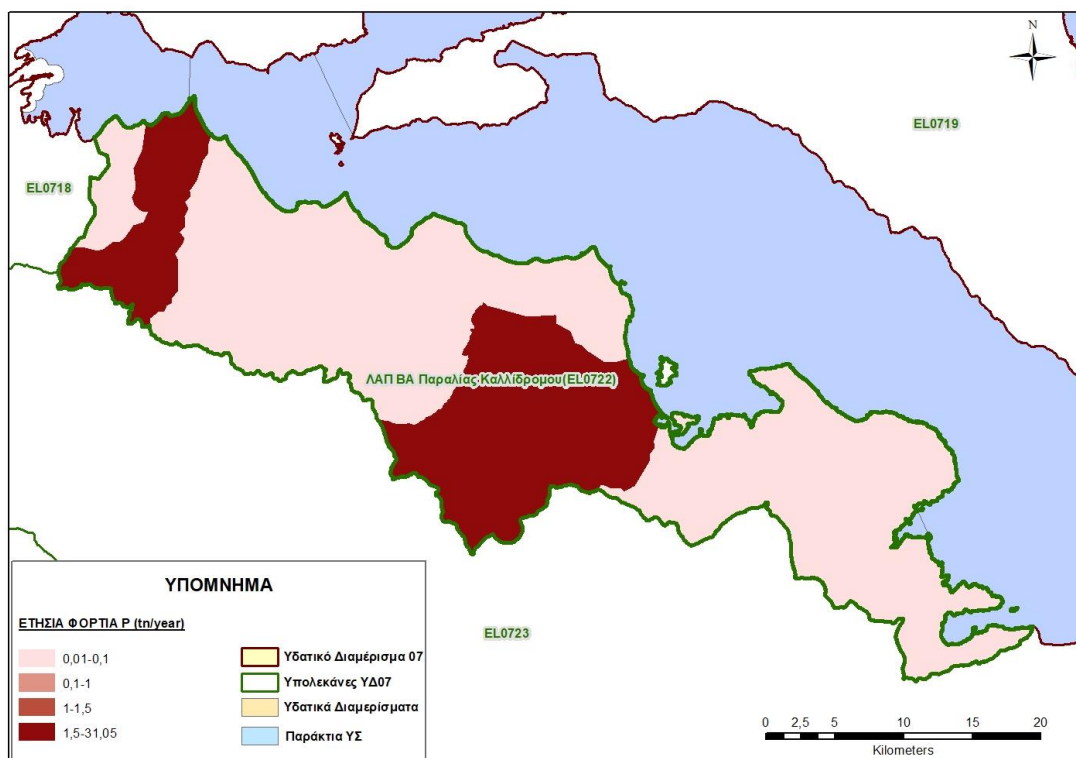 N
EL0719
EL0718
ΛΑΠ ΒΑ Παραλίας Καλλίδρομου(EL0722)
EL0723
ΥΠΟΜΝΗΜΑ
ΕΤΗΣΙΑ ΦΟΡΤΙΑ P (tn/year)
0,01-0,1
0,1-1
1-1,5
1,5-31,05
Υδατικό Διαμέρισμα 07
Υπολεκάνες ΥΔ07
Υδατικά Διαμερίσματα
Παράκτια ΥΣ
0 2,5 5 10 15 20
Kilometers